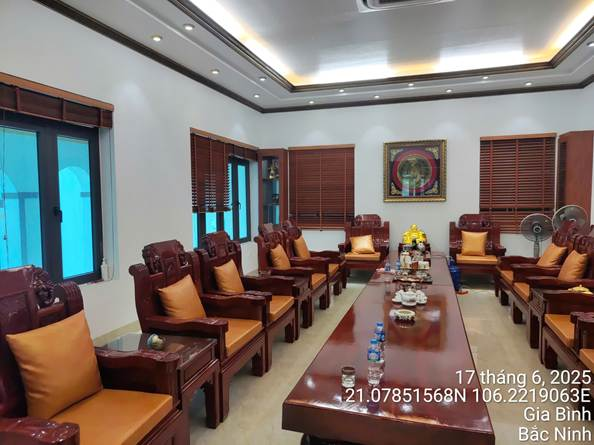 17 tháng 6, 2025
21.07851568N 106.2219063E
Gia Bình
Bắc Ninh